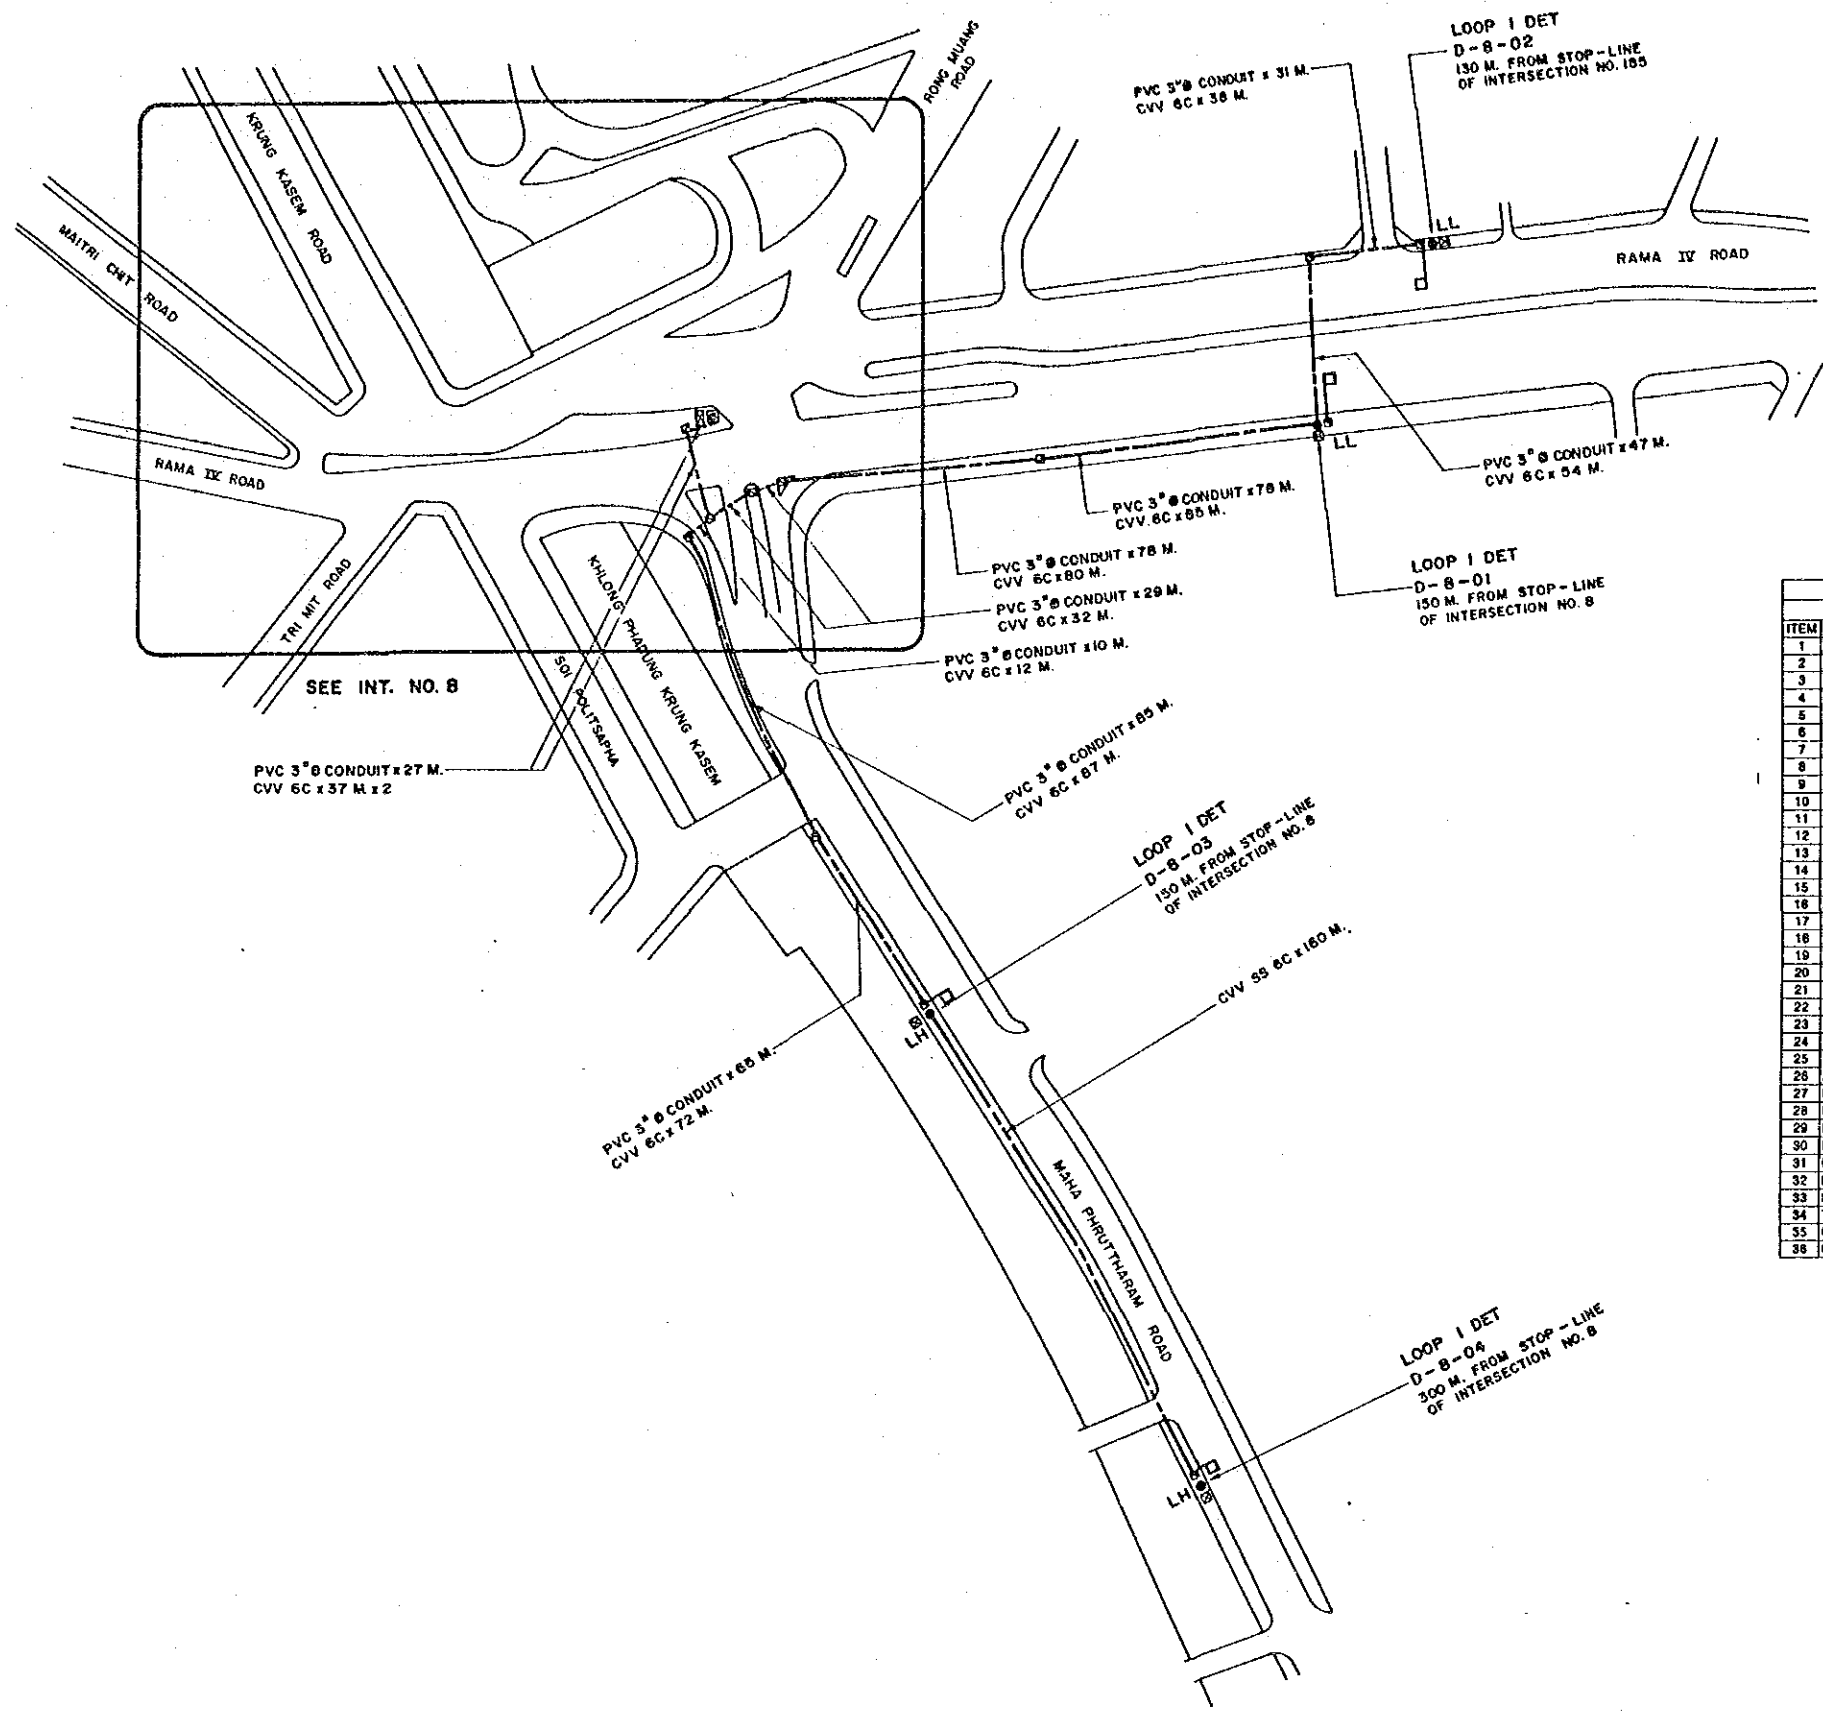 LOOP 1 DET
D-8-02
130 M. FROM STOP-LINE
OF INTERSECTION NO. 185
PVC 3"Ø CONDUIT x 31 M.
CVV 6C x 38 M.
RONG MUANG
ROAD
KRUNG KASEM ROAD
MAITRI CHIT ROAD
LL
RAMA IV ROAD
RAMA IV ROAD
LL
PVC 3"Ø CONDUIT x 47 M.
CVV 6C x 54 M.
PVC 3"Ø CONDUIT x 78 M.
CVV 6C x 85 M.
PVC 3"Ø CONDUIT x 78 M.
CVV 6C x 80 M.
LOOP 1 DET
D-8-01
150 M. FROM STOP-LINE
OF INTERSECTION NO. 8
PVC 3"Ø CONDUIT x 29 M.
CVV 6C x 32 M.
PVC 3"Ø CONDUIT x 10 M.
CVV 6C x 12 M.
TRI MIT ROAD
KHLONG PHADUNG KRUNG KASEM
SOI POLITSAPHA
SEE INT. NO. 8
PVC 3"Ø CONDUIT x 27 M.
CVV 6C x 37 M. x 2
PVC 3"Ø CONDUIT x 85 M.
CVV 6C x 87 M.
LOOP 1 DET
D-8-03
150 M. FROM STOP-LINE
OF INTERSECTION NO. 8
CVV SS 6C x 160 M.
LH
PVC 3"Ø CONDUIT x 65 M.
CVV 6C x 72 M.
MAHA PHRUTTHARAM ROAD
LOOP 1 DET
D-8-04
300 M. FROM STOP-LINE
OF INTERSECTION NO. 8
LH
ITEM
1
2
3
4
5
6
7
8
9
10
11
12
13
14
15
16
17
18
19
20
21
22
23
24
25
26
27
28
29
30
31
32
33
34
35
36